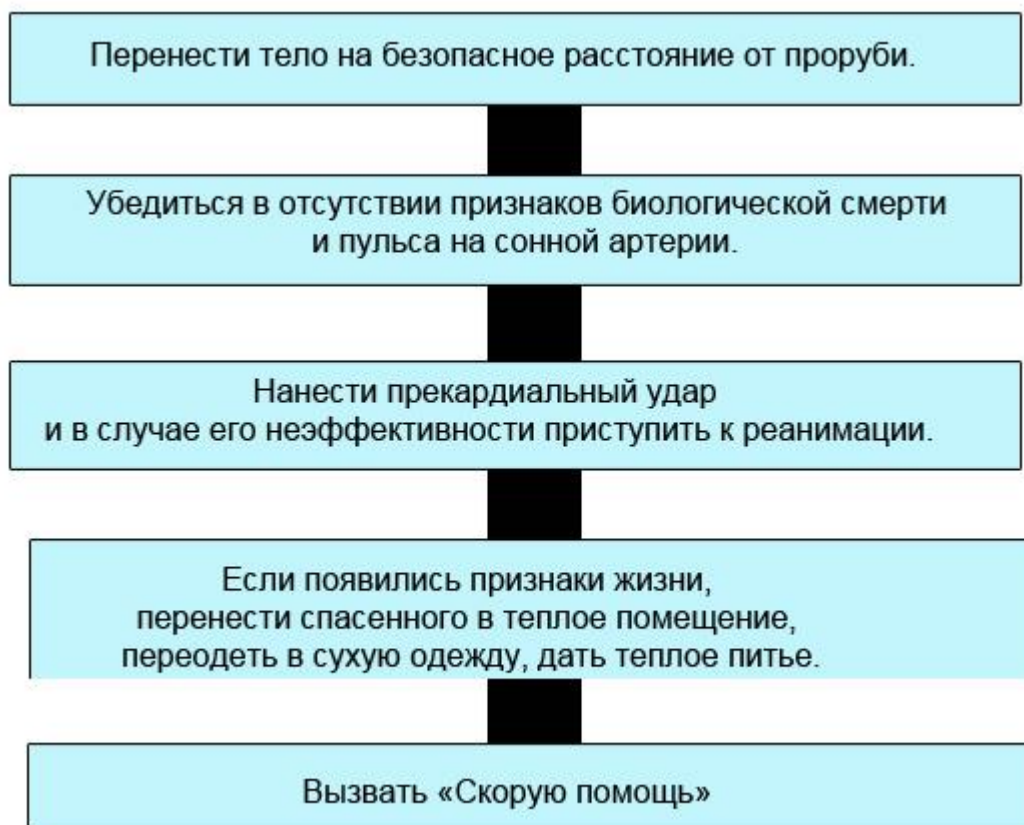 Перенести тело на безопасное расстояние от проруби.
Убедиться в отсутствии признаков биологической смерти
и пульса на сонной артерии.
Нанести прекардиальный удар
и в случае его неэффективности приступить к реанимации.
Если появились признаки жизни,
перенести спасенного в теплое помещение,
переодеть в сухую одежду, дать теплое питье.
Вызвать «Скорую помощь»